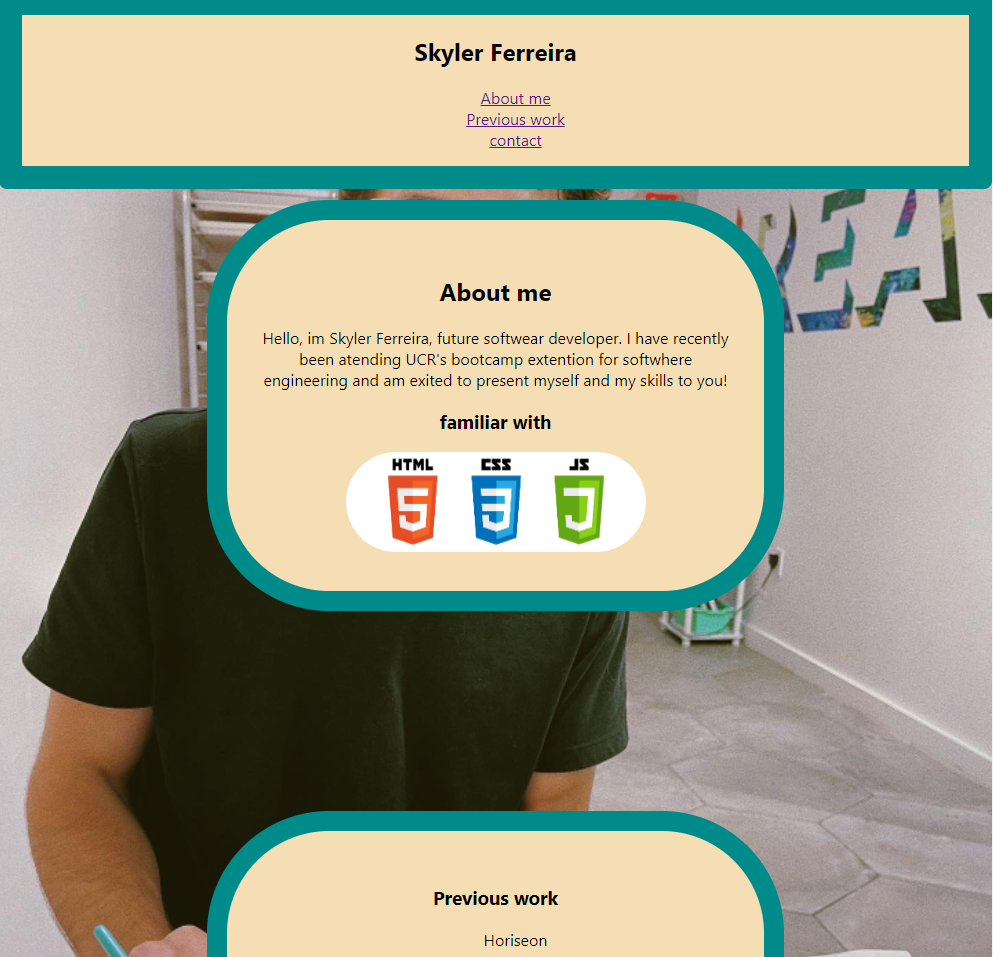 Skyler Ferreira
About me
Previous work
contact
REA
About me
Hello, im Skyler Ferreira, future softwear developer. I have recently
been atending UCR's bootcamp extention for softwhere
engineering and am exited to present myself and my skills to you!
familiar with
HTML CSS JS
5 3 J
Previous work
Horiseon